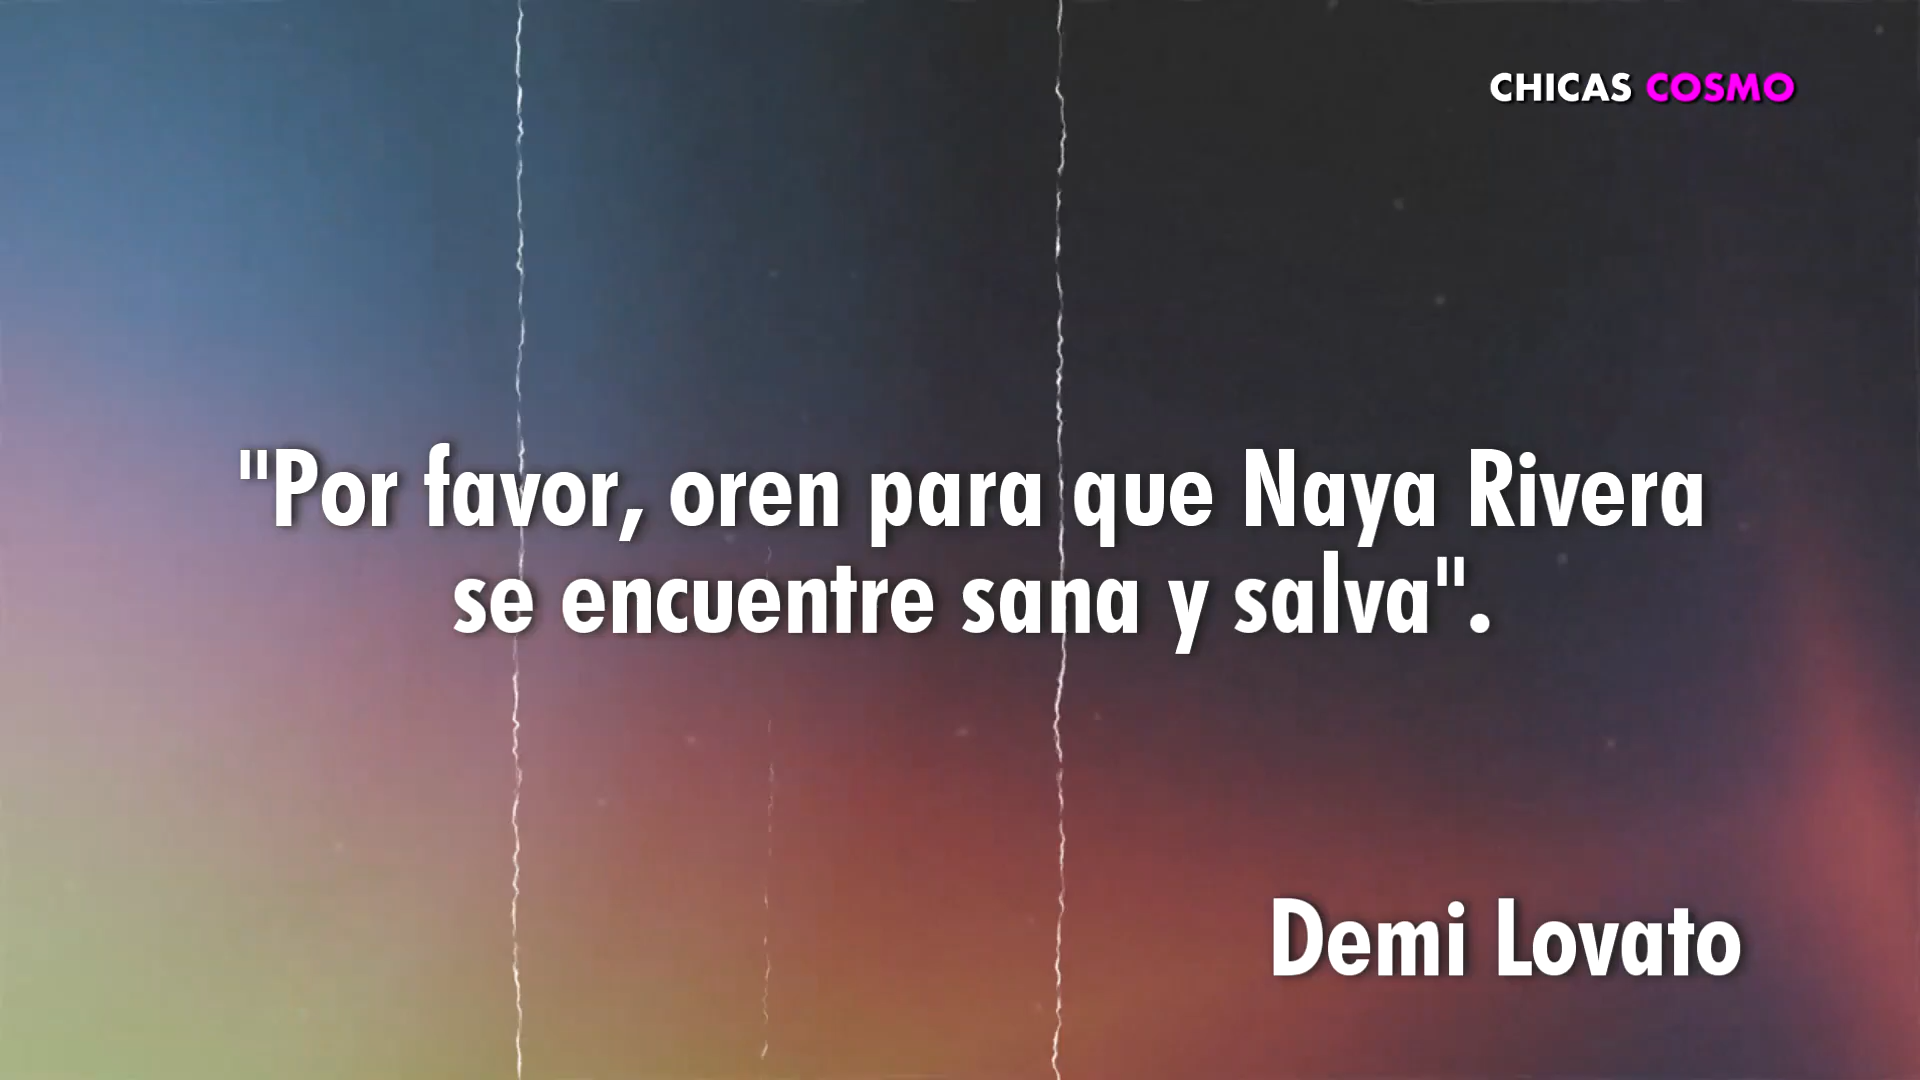 CHICAS COSMO
"Por favor, oren para que Naya Rivera
se encuentre sana y salva".
Demi Lovato